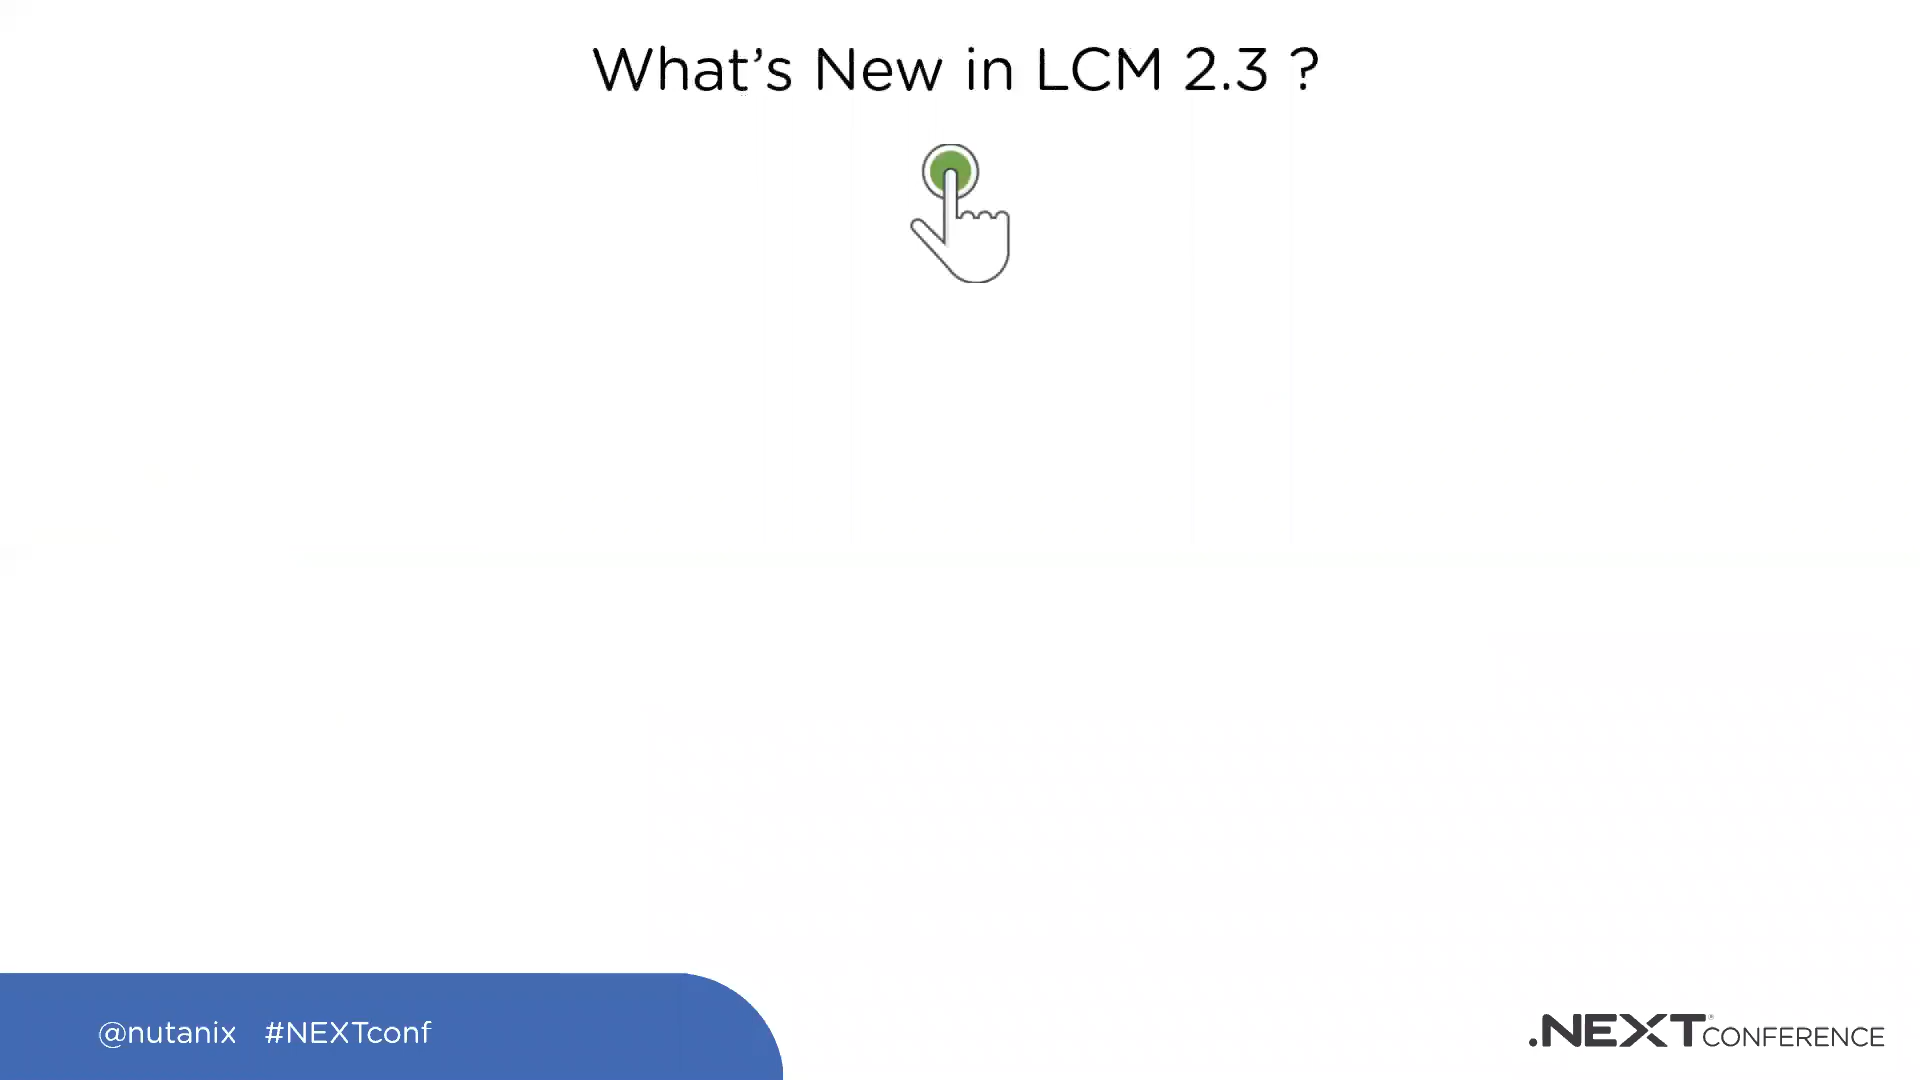 What’s New in LCM 2.3 ?
@nutanix #NEXTconf
.NEXT® CONFERENCE